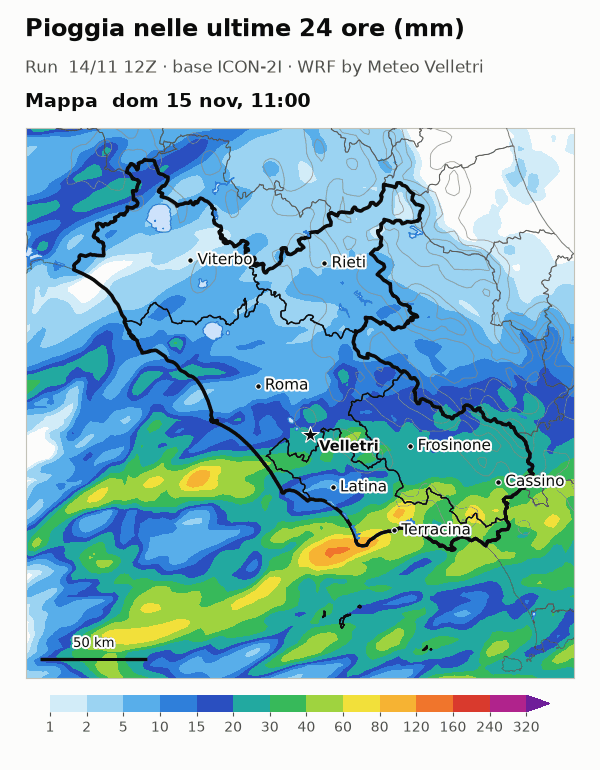 Pioggia nelle ultime 24 ore (mm)
Run 14/11 12Z · base ICON-2I · WRF by Meteo Velletri
Mappa dom 15 nov, 11:00
Viterbo
Rieti
Roma
Velletri
Frosinone
Cassino
Latina
Terracina
50 km
1 2 5 10 15 20 30 40 60 80 120 160 240 320